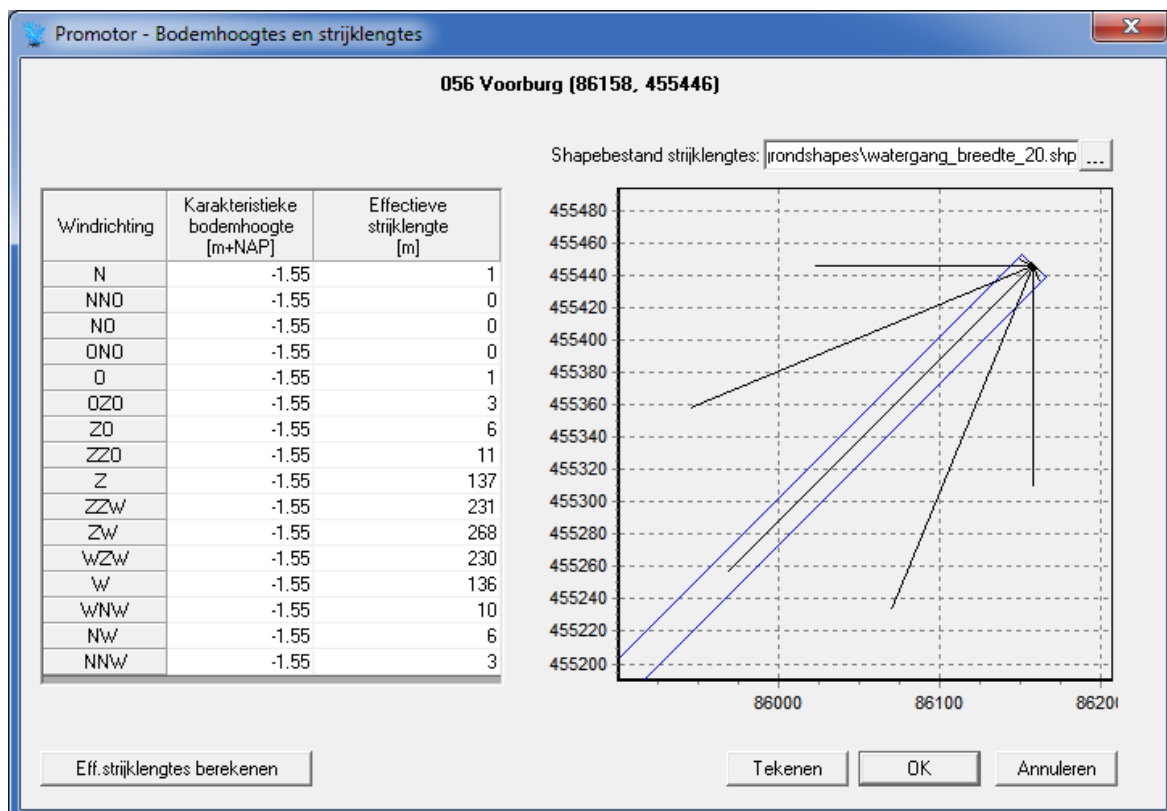 Promotor - Bodemhoogtes en strijklengtes
056 Voorburg (86158, 455446)
Shapebestand strijklengtes: grondshapes\watergang_breedte_20.shp ...
Windrichting Karakteristieke bodemhoogte [m+NAP] Effectieve strijklengte [m]
N -1.55 1
NNO -1.55 0
NO -1.55 0
ONO -1.55 0
O -1.55 1
OZO -1.55 3
ZO -1.55 6
ZZO -1.55 11
Z -1.55 137
ZZW -1.55 231
ZW -1.55 268
WZW -1.55 230
W -1.55 136
WNW -1.55 10
NW -1.55 6
NNW -1.55 3
455480
455460
455440
455420
455400
455380
455360
455340
455320
455300
455280
455260
455240
455220
455200
86000 86100 86200
Eff.strijklengtes berekenen Tekenen OK Annuleren